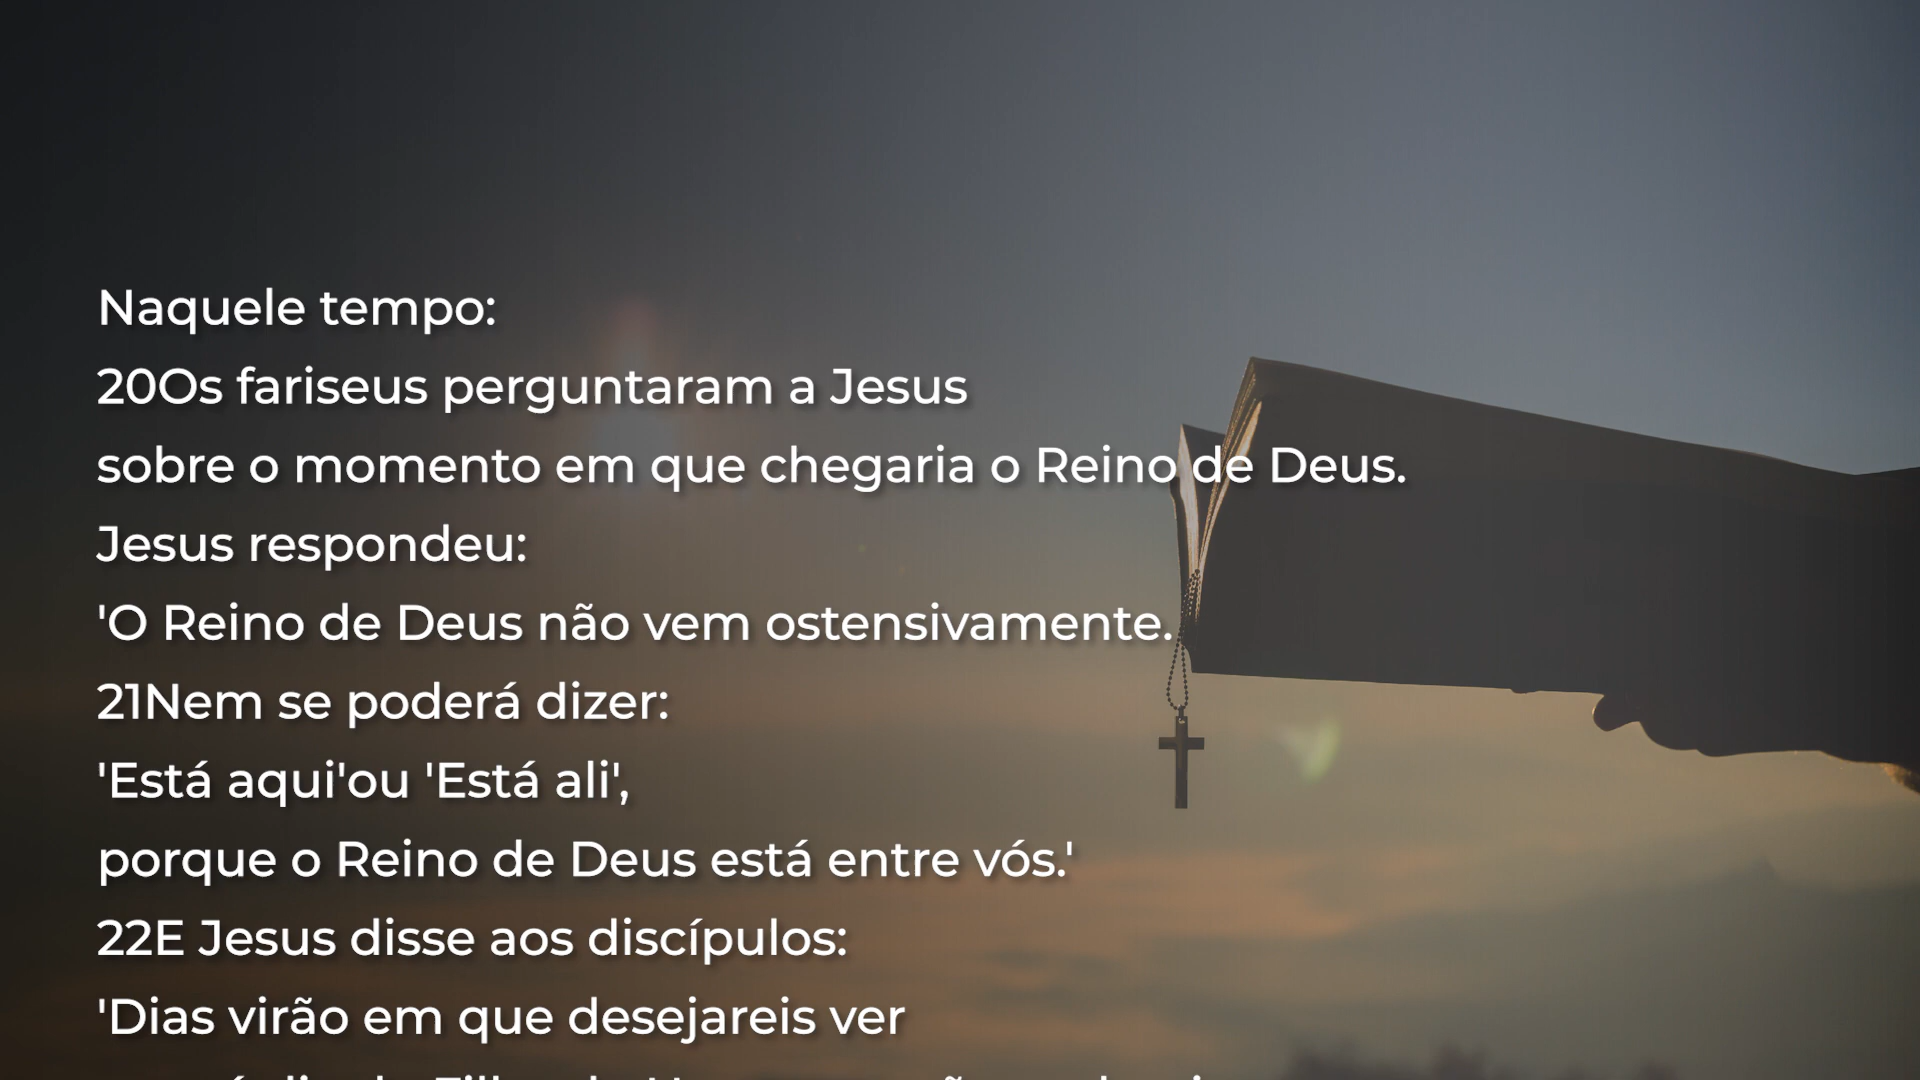 Naquele tempo:
20Os fariseus perguntaram a Jesus
sobre o momento em que chegaria o Reino de Deus.
Jesus respondeu:
'O Reino de Deus não vem ostensivamente.
21Nem se poderá dizer:
'Está aqui'ou 'Está ali',
porque o Reino de Deus está entre vós.'
22E Jesus disse aos discípulos:
'Dias virão em que desejareis ver